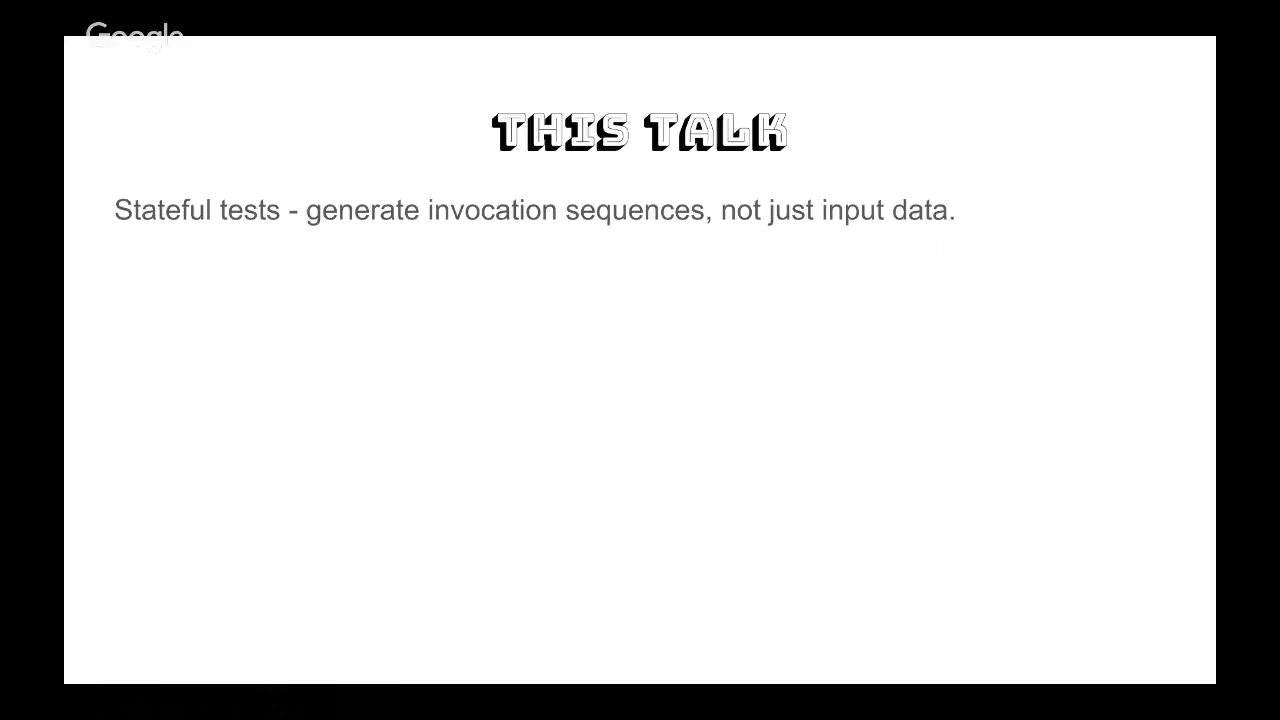 Google
THIS TALK
Stateful tests - generate invocation sequences, not just input data.